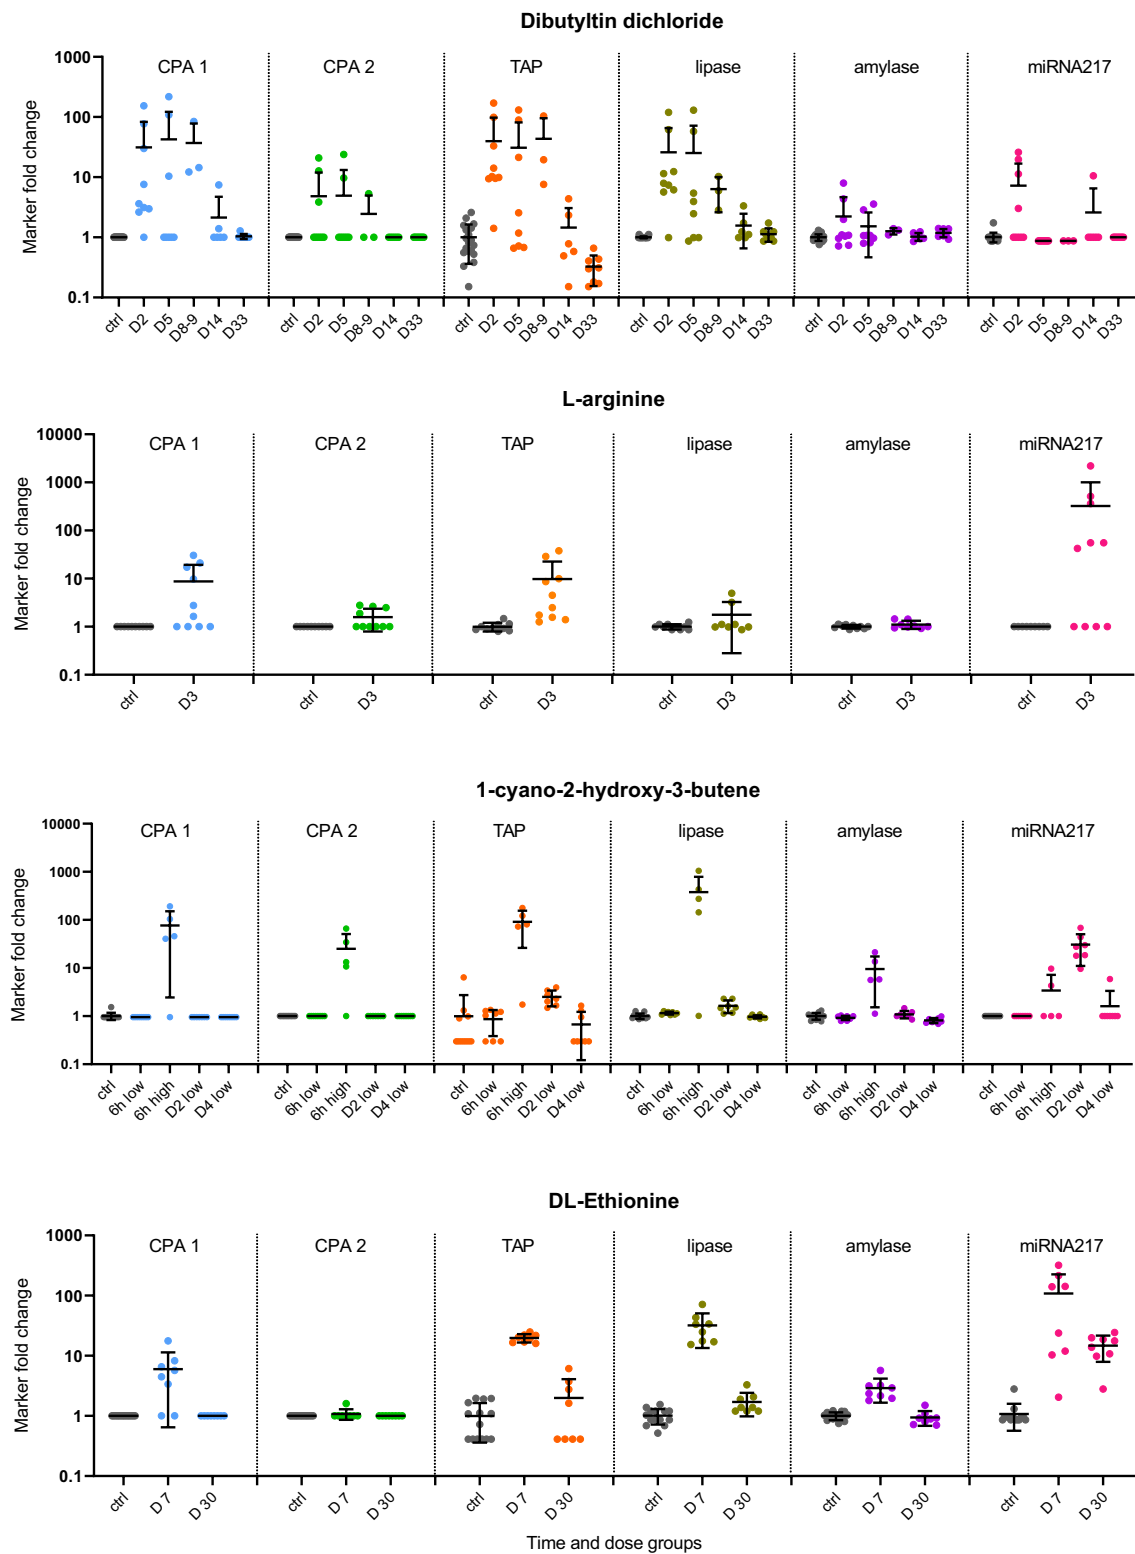 Dibutyltin dichloride
CPA 1 CPA 2 TAP lipase amylase miRNA217
Marker fold change
1000
100
10
1
0.1
ctrl D2 D5 D8-9 D14 D33 ctrl D2 D5 D8-9 D14 D33 ctrl D2 D5 D8-9 D14 D33 ctrl D2 D5 D8-9 D14 D33 ctrl D2 D5 D8-9 D14 D33 ctrl D2 D5 D8-9 D14 D33
L-arginine
CPA 1 CPA 2 TAP lipase amylase miRNA217
Marker fold change
10000
1000
100
10
1
0.1
ctrl D3 ctrl D3 ctrl D3 ctrl D3 ctrl D3 ctrl D3
1-cyano-2-hydroxy-3-butene
CPA 1 CPA 2 TAP lipase amylase miRNA217
Marker fold change
10000
1000
100
10
1
0.1
ctrl 6h low 6h high D2 low D4 low ctrl 6h low 6h high D2 low D4 low ctrl 6h low 6h high D2 low D4 low ctrl 6h low 6h high D2 low D4 low ctrl 6h low 6h high D2 low D4 low ctrl 6h low 6h high D2 low D4 low
DL-Ethionine
CPA 1 CPA 2 TAP lipase amylase miRNA217
Marker fold change
1000
100
10
1
0.1
ctrl D 7 D 30 ctrl D 7 D 30 ctrl D 7 D 30 ctrl D 7 D 30 ctrl D 7 D 30 ctrl D 7 D 30
Time and dose groups